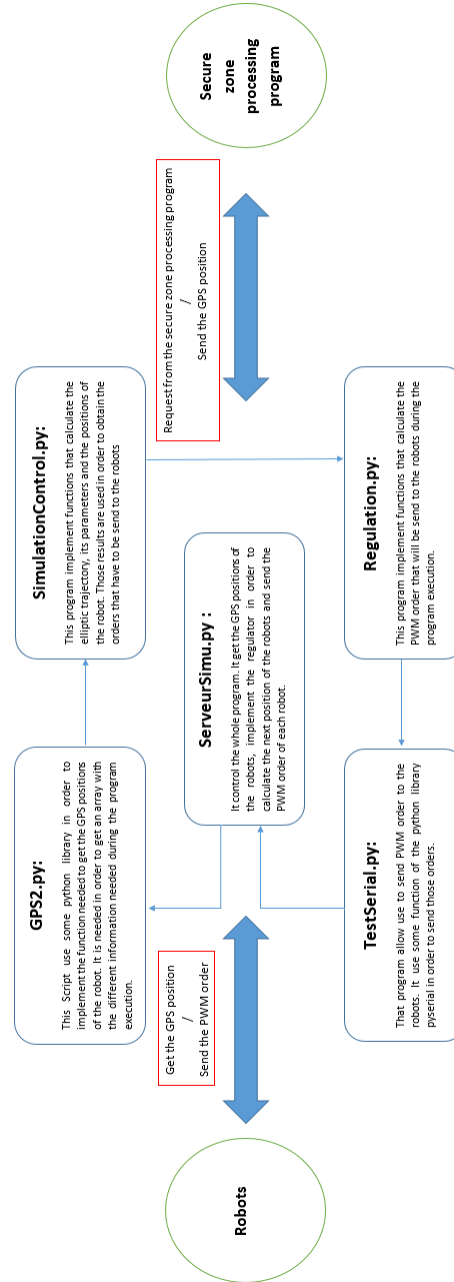 GPS2.py:
This Script use some python library in order to
implement the function needed to get the GPS positions
of the robot. It is needed in order to get an array with
the different information needed during the program
execution.
SimulationControl.py:
This program implement functions that calculate the
elliptic trajectory, its parameters and the positions of
the robot. Those results are used in order to obtain the
orders that have to be send to the robots
Robots
Get the GPS position
/
Send the PWM order
ServeurSimu.py :
It control the whole program. It get the GPS positions of
the robots, implement the regulator in order to
calculate the next position of the robots and send the
PWM order of each robot.
Request from the secure zone processing program
/
Send the GPS position
Secure
zone
processing
program
TestSerial.py:
That program allow use to send PWM order to the
robots. It use some function of the python library
pyserial in order to send those orders.
Regulation.py:
This program implement functions that calculate the
PWM order that will be send to the robots during the
program execution.